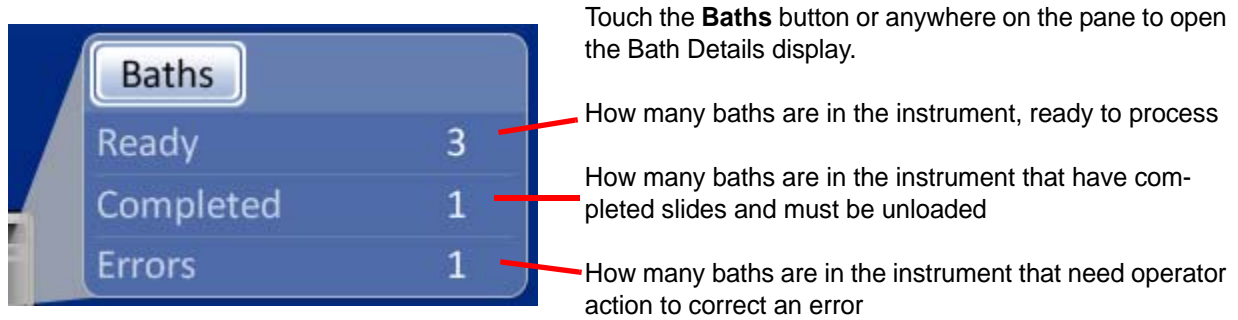 Touch the Baths button or anywhere on the pane to open
the Bath Details display.
Baths
Ready 3
Completed 1
Errors 1
How many baths are in the instrument, ready to process
How many baths are in the instrument that have com-
pleted slides and must be unloaded
How many baths are in the instrument that need operator
action to correct an error